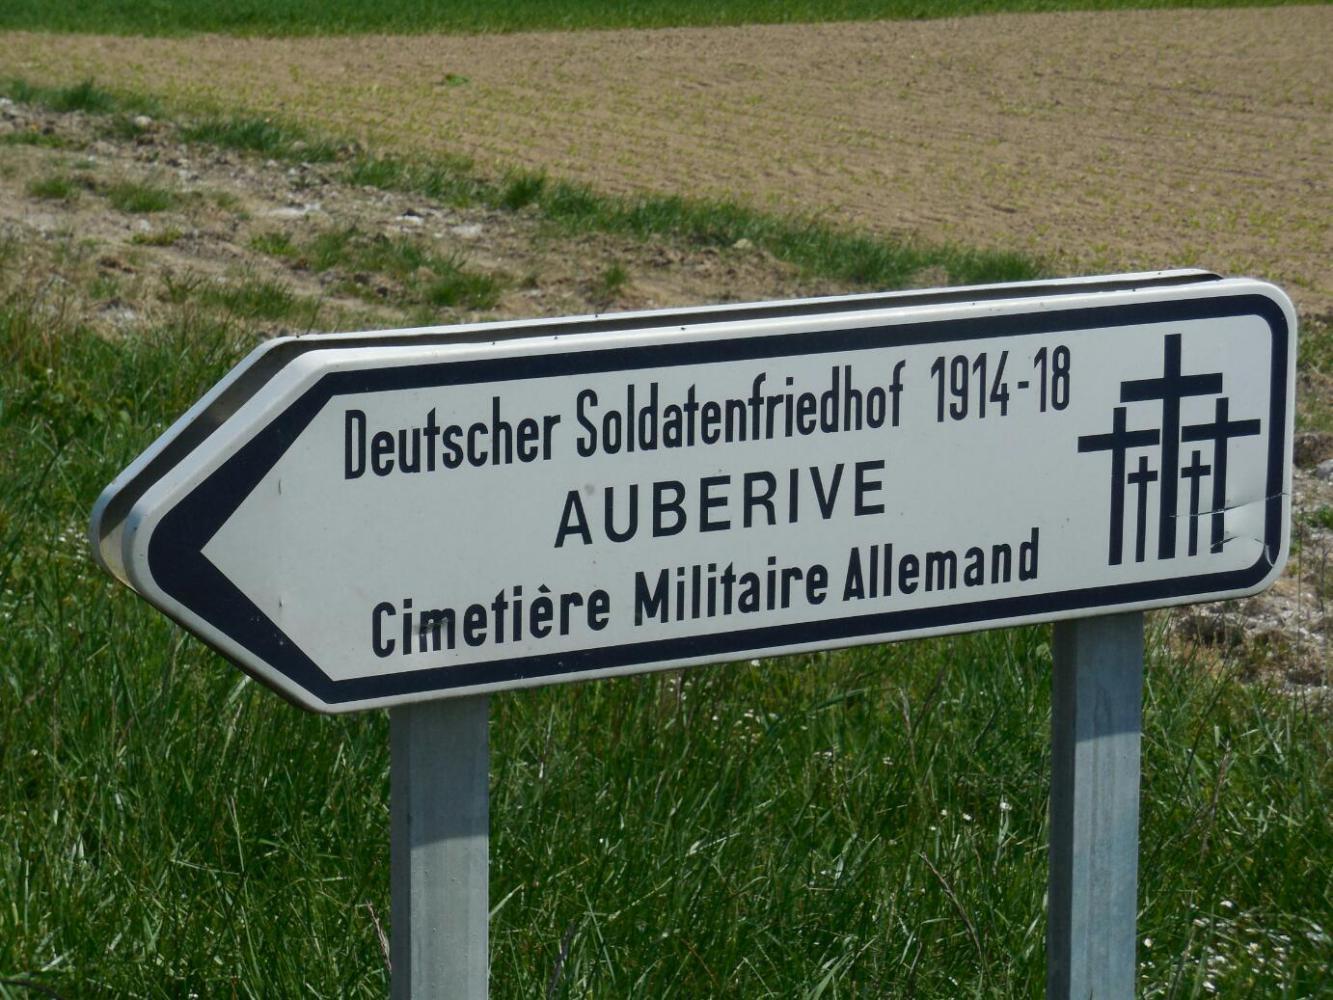 Deutscher Soldatenfriedhof 1914-18
AUBERIVE
Cimetière Militaire Allemand